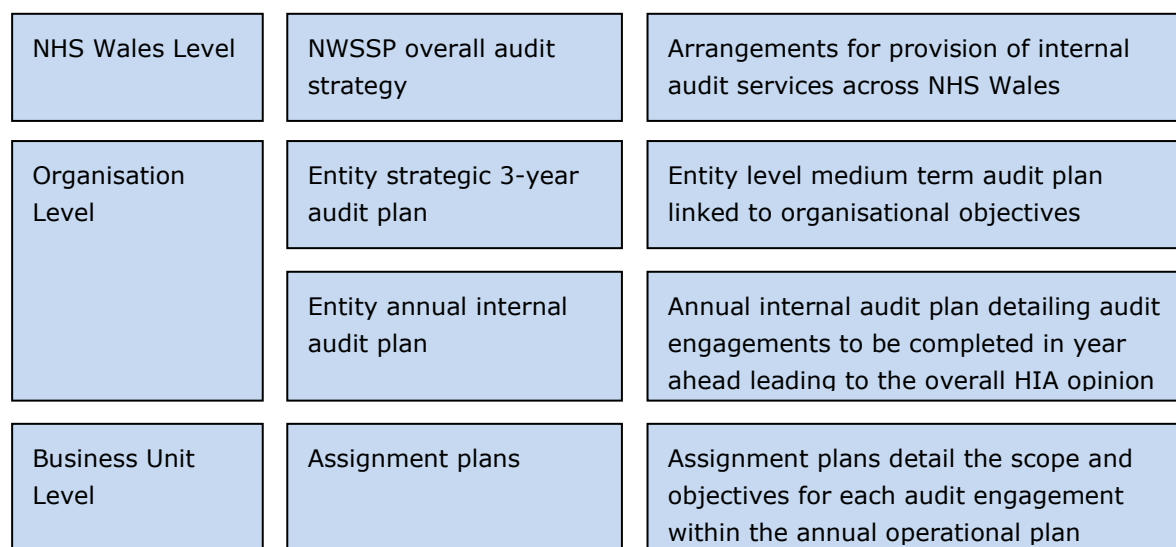 NHS Wales Level
NWSSP overall audit
strategy
Arrangements for provision of internal
audit services across NHS Wales
Organisation
Level
Entity strategic 3-year
audit plan
Entity level medium term audit plan
linked to organisational objectives
Entity annual internal
audit plan
Annual internal audit plan detailing audit
engagements to be completed in year
ahead leading to the overall HIA opinion
Business Unit
Level
Assignment plans
Assignment plans detail the scope and
objectives for each audit engagement
within the annual operational plan